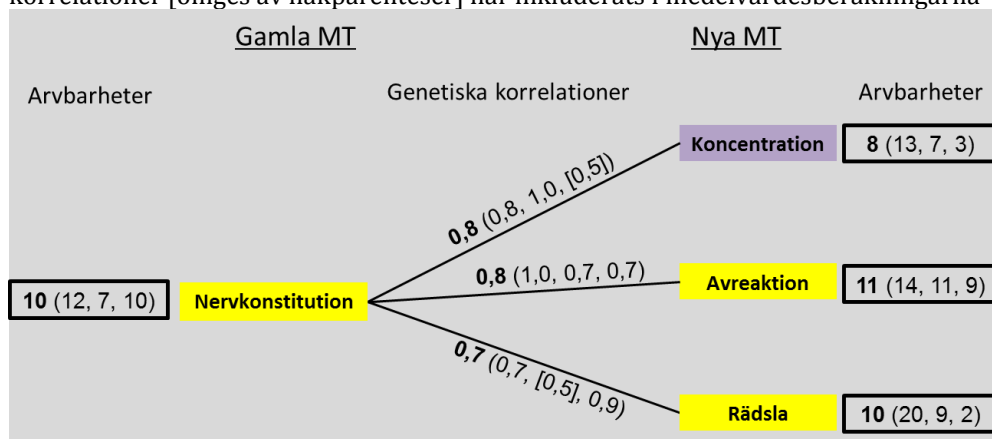 korrelationer [omges av hakparenteser] har inkluderats i medelvärdesberäkningarna
Gamla MT
Nya MT
Arvbarheter
Genetiska korrelationer
Arvbarheter
Koncentration
8 (13, 7, 3)
0,8 (0,8, 1,0, [0,5])
0,8 (1,0, 0,7, 0,7)
Avreaktion
11 (14, 11, 9)
10 (12, 7, 10)
Nervkonstitution
0,7 (0,7, [0,5], 0,9)
Rädsla
10 (20, 9, 2)